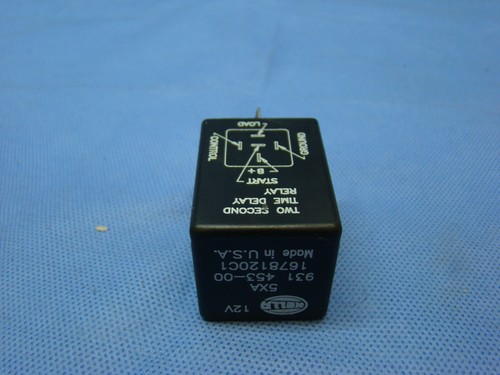 12V HELLA
5XA
931 453-00
1678120C1
Made in U.S.A.
TWO SECOND
TIME DELAY
RELAY
START
B+
CONTROL
GROUND
LOAD